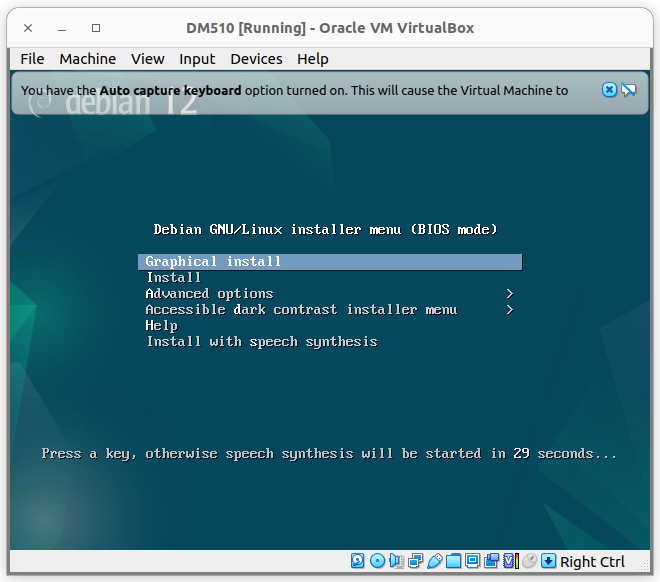 DM510 [Running] - Oracle VM VirtualBox
File Machine View Input Devices Help
You have the Auto capture keyboard option turned on. This will cause the Virtual Machine to
debian 12
Debian GNU/Linux installer menu (BIOS mode)
Graphical install
Install
Advanced options >
Accessible dark contrast installer menu >
Help
Install with speech synthesis
Press a key, otherwise speech synthesis will be started in 29 seconds...
Right Ctrl